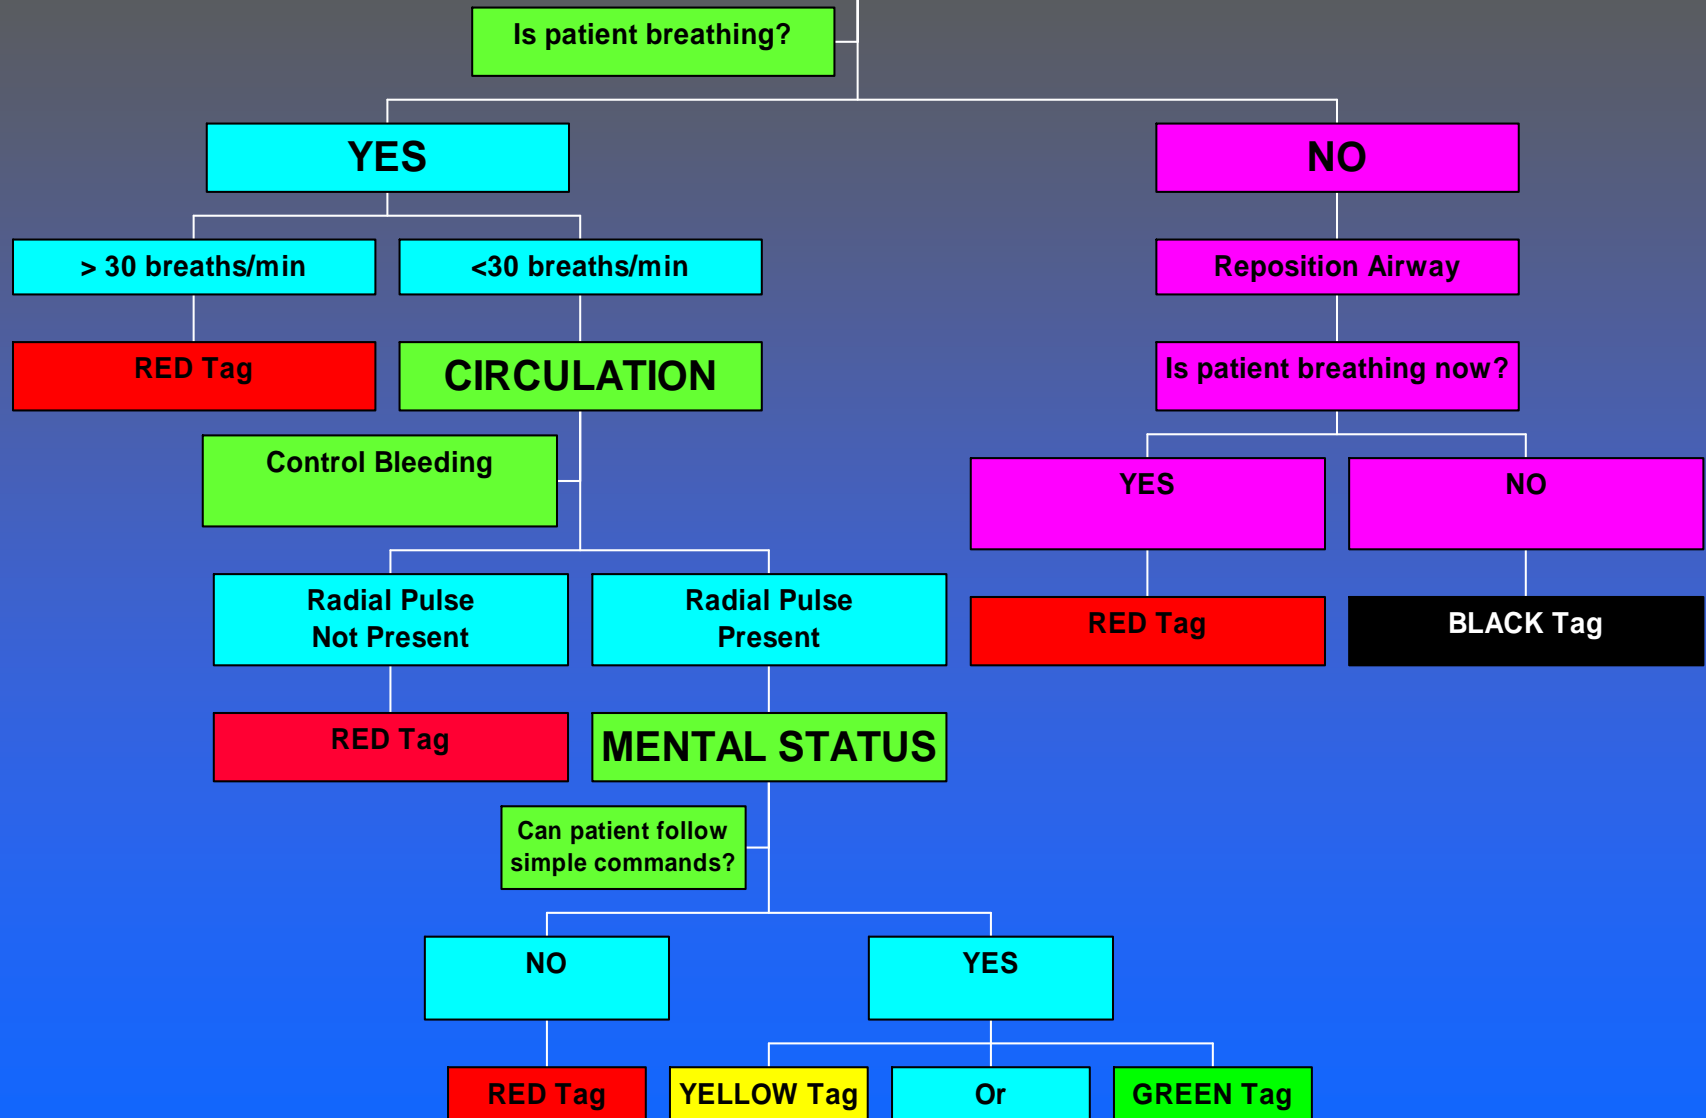 Is patient breathing?
YES
NO
> 30 breaths/min
<30 breaths/min
Reposition Airway
RED Tag
CIRCULATION
Is patient breathing now?
Control Bleeding
YES
NO
Radial Pulse
Not Present
Radial Pulse
Present
RED Tag
BLACK Tag
RED Tag
MENTAL STATUS
Can patient follow
simple commands?
NO
YES
RED Tag
YELLOW Tag
Or
GREEN Tag